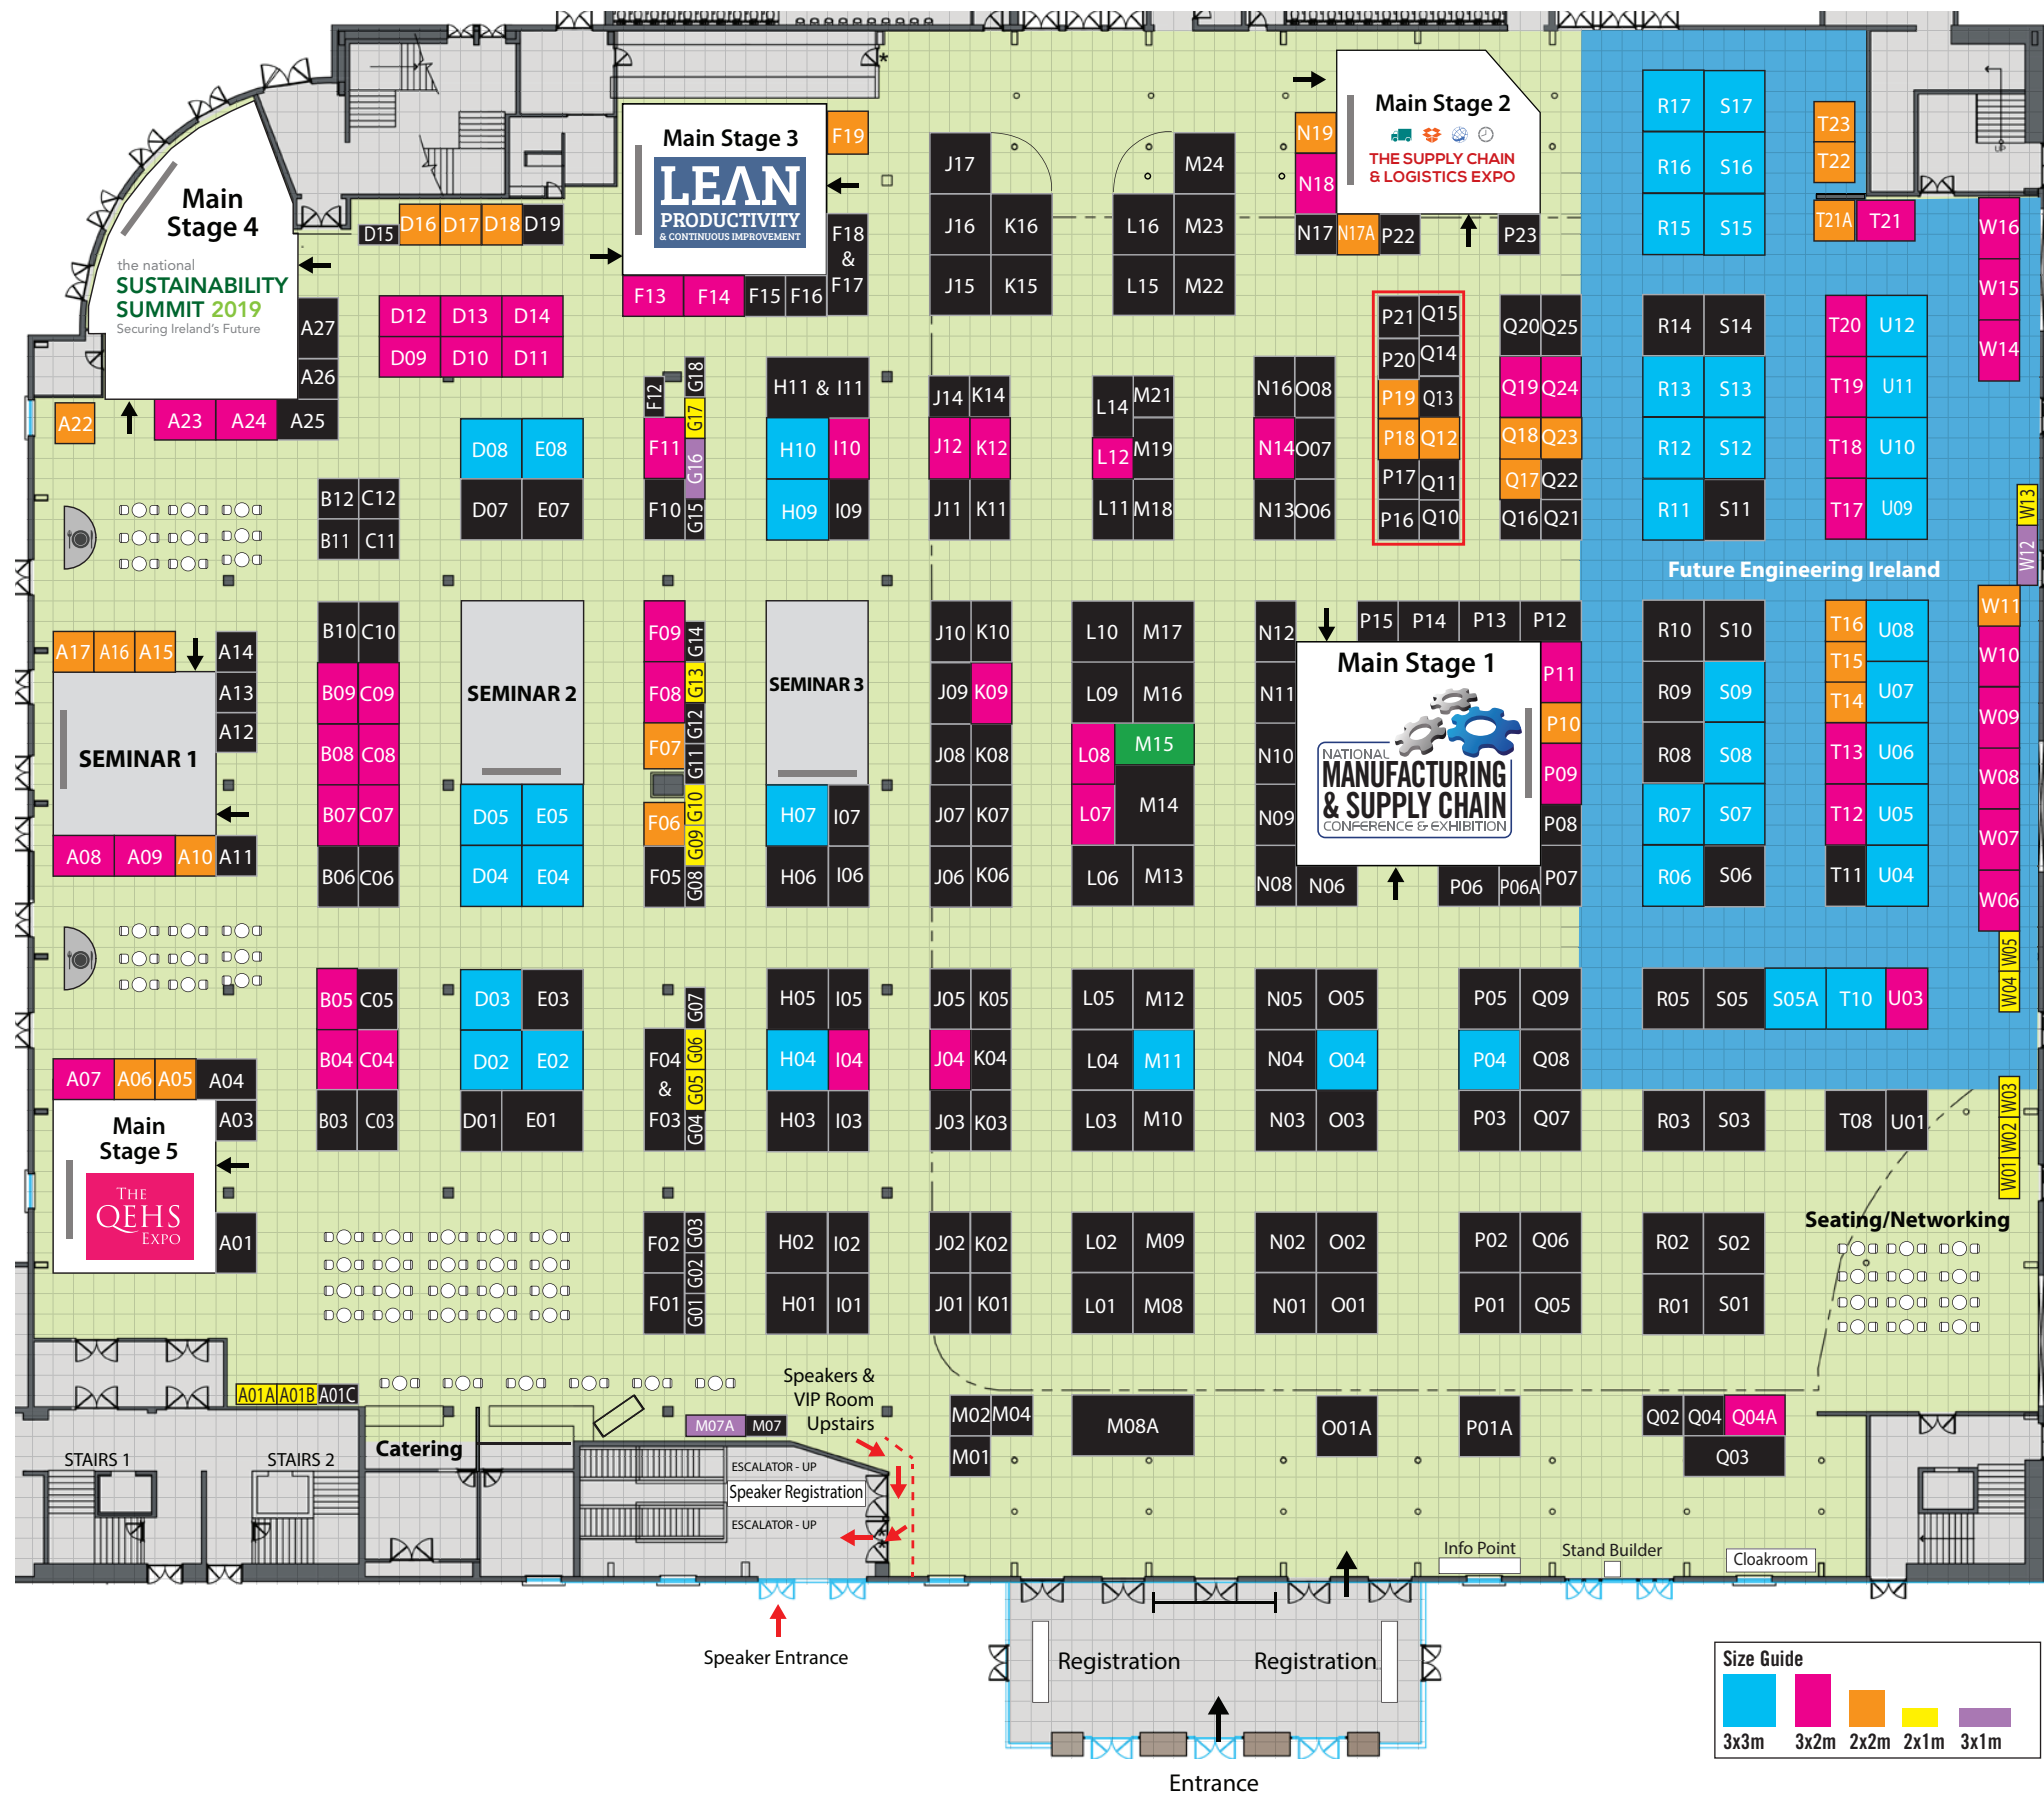 Main Stage 2
THE SUPPLY CHAIN
& LOGISTICS EXPO
Main Stage 3
LEAN
PRODUCTIVITY
& CONTINUOUS IMPROVEMENT
Main
Stage 4
the national
SUSTAINABILITY
SUMMIT 2019
Securing Ireland's Future
R17 S17
T23
F19
N19
T22
J17 M24
R16 S16
N18
D15 D16 D17 D18 D19
F18
&
F17
J16 K16
L16 M23
N17 N17A P22
P23
R15 S15
T21A T21
W16
F13 F14 F15 F16
J15 K15
L15 M22
W15
D12 D13 D14
A27
P21 Q15
Q20 Q25
R14 S14
T20 U12
W14
D09 D10 D11
P20 Q14
A26
F12
G18
H11 & I11
J14 K14
L14 M21
N16 O08
P19 Q13
Q19 Q24
R13 S13
T19 U11
A22
A23 A24 A25
G17
D08 E08
F11
H10 I10
J12 K12
L12 M19
N14 O07
P18 Q12
Q18 Q23
R12 S12
T18 U10
G16
P17 Q11
Q17 Q22
B12 C12
D07 E07
F10
G15
H09 I09
J11 K11
L11 M18
N13 O06
P16 Q10
Q16 Q21
R11 S11
T17 U09
W13
B11 C11
W12
Future Engineering Ireland
W11
B10 C10
F09
G14
J10 K10
L10 M17
N12
P15 P14 P13 P12
R10 S10
T16 U08
A17 A16 A15
A14
W10
Main Stage 1
P11
T15
A13
B09 C09
SEMINAR 2
F08
G13
SEMINAR 3
J09 K09
L09 M16
N11
R09 S09
T14 U07
A12
G12
P10
W09
SEMINAR 1
B08 C08
F07
G11
J08 K08
L08 M15
N10
NATIONAL
MANUFACTURING
& SUPPLY CHAIN
CONFERENCE & EXHIBITION
P09
R08 S08
T13 U06
W08
B07 C07
D05 E05
F06
G10
H07 I07
J07 K07
L07 M14
N09
P08
R07 S07
T12 U05
W07
A08 A09 A10 A11
G09
B06 C06
D04 E04
F05
G08
H06 I06
J06 K06
L06 M13
N08 N06
P06 P06A P07
R06 S06
T11 U04
W06
W05
B05 C05
D03 E03
G07
H05 I05
J05 K05
L05 M12
N05 O05
P05 Q09
R05 S05 S05A T10 U03
W04
B04 C04
D02 E02
F04
&
F03
G06
G05
G04
H04 I04
J04 K04
L04 M11
N04 O04
P04 Q08
A07 A06 A05 A04
A03
Main
Stage 5
THE
QEHS
EXPO
B03 C03
D01 E01
H03 I03
J03 K03
L03 M10
N03 O03
P03 Q07
R03 S03
T08 U01
W03
W02
W01
A01
F02
G03
H02 I02
J02 K02
L02 M09
N02 O02
P02 Q06
R02 S02
Seating/Networking
G02
F01
G01
H01 I01
J01 K01
L01 M08
N01 O01
P01 Q05
R01 S01
A01A A01B A01C
Speakers &
VIP Room
Upstairs
M07A M07
M02 M04
M01
M08A
O01A
P01A
Q02 Q04 Q04A
Q03
STAIRS 1
STAIRS 2
Catering
ESCALATOR - UP
Speaker Registration
ESCALATOR - UP
Info Point
Stand Builder
Cloakroom
Speaker Entrance
Registration
Registration
Entrance
Size Guide
3x3m 3x2m 2x2m 2x1m 3x1m